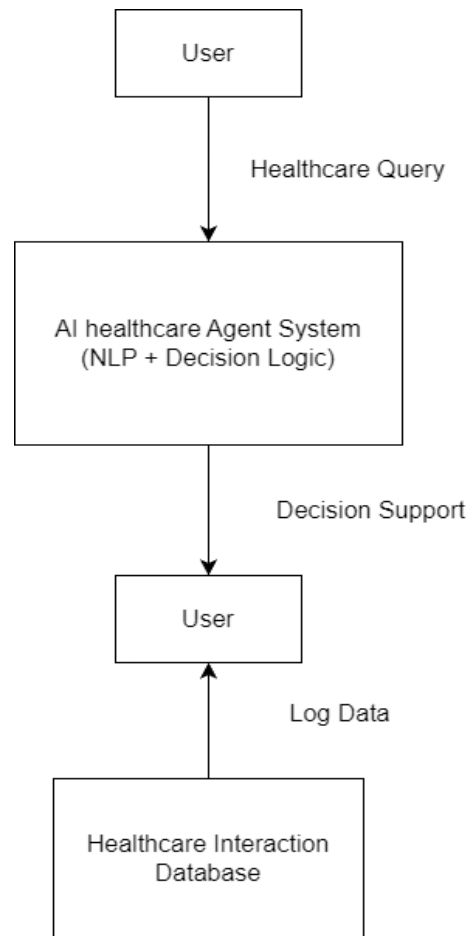 User
Healthcare Query
AI healthcare Agent System
(NLP + Decision Logic)
Decision Support
User
Log Data
Healthcare Interaction
Database